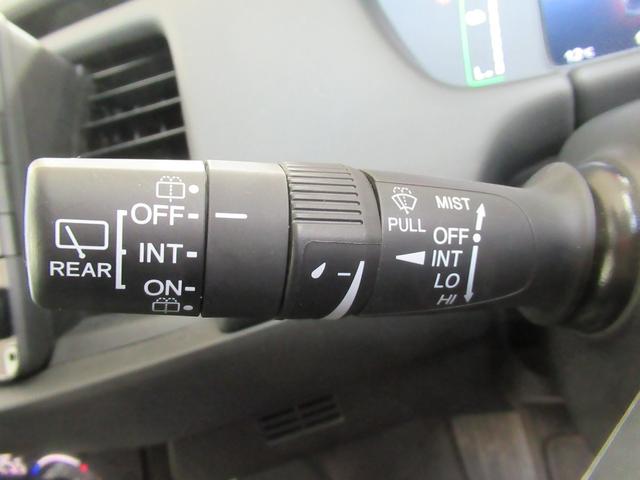 OFF
INT
ON
REAR
PULL
MIST
OFF
INT
LO
HI